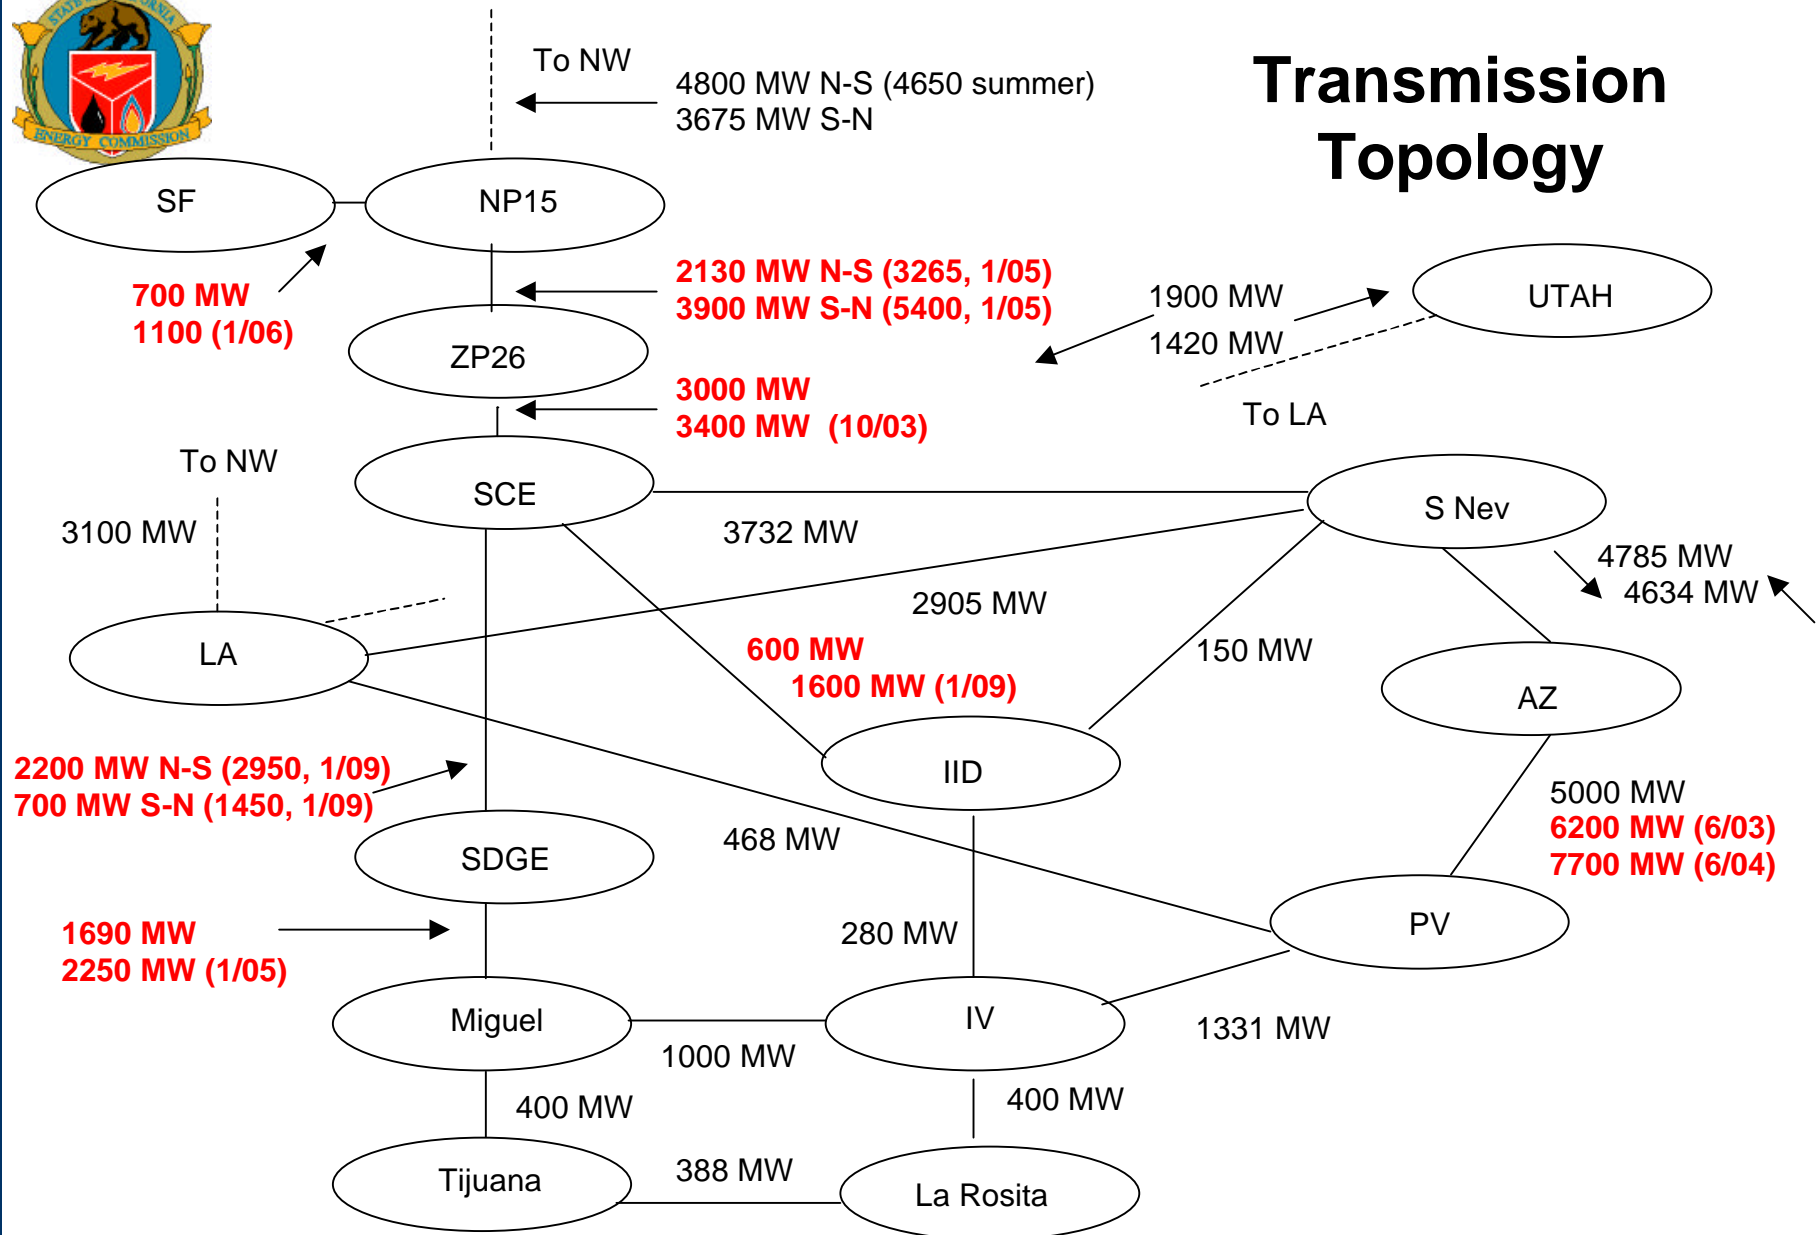 ENERGY COMMISSION
Transmission
Topology
To NW
4800 MW N-S (4650 summer)
3675 MW S-N
SF
NP15
700 MW
1100 (1/06)
2130 MW N-S (3265, 1/05)
3900 MW S-N (5400, 1/05)
1900 MW
1420 MW
UTAH
To LA
ZP26
3000 MW
3400 MW (10/03)
To NW
3100 MW
SCE
3732 MW
S Nev
4785 MW
4634 MW
2905 MW
LA
600 MW
1600 MW (1/09)
150 MW
AZ
2200 MW N-S (2950, 1/09)
700 MW S-N (1450, 1/09)
IID
5000 MW
6200 MW (6/03)
7700 MW (6/04)
468 MW
SDGE
1690 MW
2250 MW (1/05)
280 MW
PV
Miguel
1000 MW
IV
1331 MW
400 MW
400 MW
Tijuana
388 MW
La Rosita